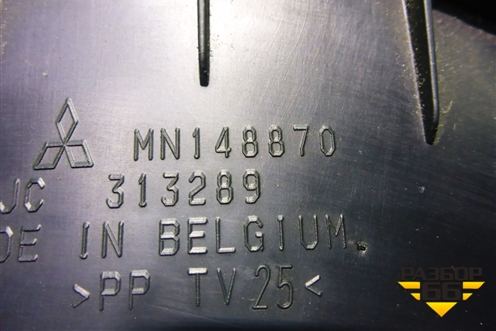 MN148870
JC 313289
DE IN BELGIUM.
>PP TV25<
РАЗБОР
66